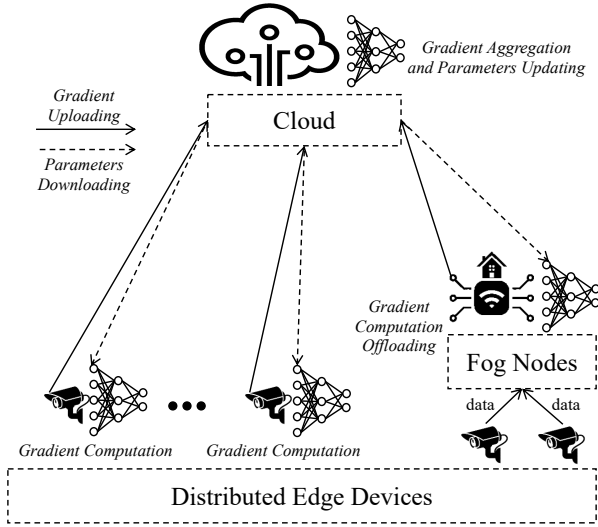 Gradient Aggregation
and Parameters Updating
Gradient
Uploading
Cloud
Parameters
Downloading
Gradient
Computation
Offloading
Fog Nodes
data data
Gradient Computation Gradient Computation
Distributed Edge Devices